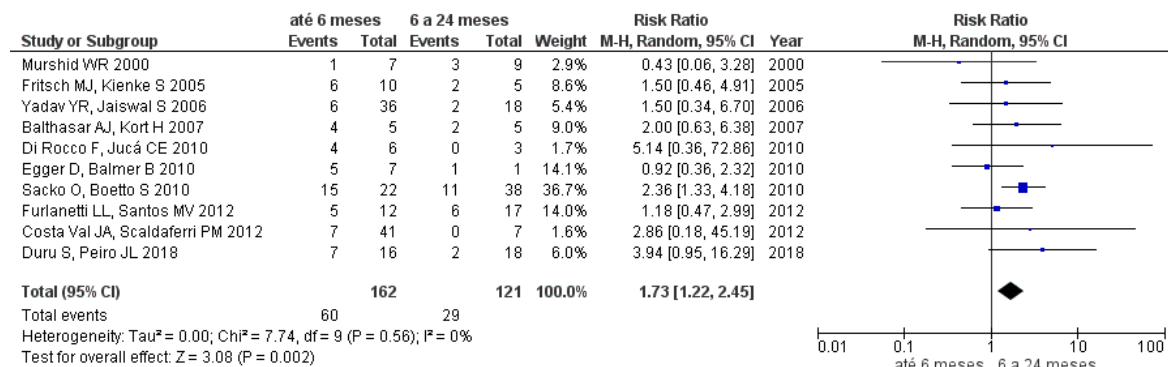 até 6 meses 6 a 24 meses Risk Ratio Risk Ratio
Study or Subgroup Events Total Events Total Weight M-H, Random, 95% CI Year M-H, Random, 95% CI
Murshid WR 2000 1 7 3 9 2.9% 0.43 [0.06, 3.28] 2000
Fritsch MJ, Kienke S 2005 6 10 2 5 8.6% 1.50 [0.46, 4.91] 2005
Yadav YR, Jaiswal S 2006 6 36 2 18 5.4% 1.50 [0.34, 6.70] 2006
Balthasar AJ, Kort H 2007 4 5 2 5 9.0% 2.00 [0.63, 6.38] 2007
Di Rocco F, Jucá CE 2010 4 6 0 3 1.7% 5.14 [0.36, 72.86] 2010
Egger D, Balmer B 2010 5 7 1 1 14.1% 0.92 [0.36, 2.32] 2010
Sacko O, Boetto S 2010 15 22 11 38 36.7% 2.36 [1.33, 4.18] 2010
Furlanetti LL, Santos MV 2012 5 12 6 17 14.0% 1.18 [0.47, 2.99] 2012
Costa Val JA, Scaldaferri PM 2012 7 41 0 7 1.6% 2.86 [0.18, 45.19] 2012
Duru S, Peiro JL 2018 7 16 2 18 6.0% 3.94 [0.95, 16.29] 2018
Total (95% CI) 162 121 100.0% 1.73 [1.22, 2.45]
Total events 60 29
Heterogeneity: Tau² = 0.00; Chi² = 7.74, df = 9 (P = 0.56); I² = 0%
Test for overall effect: Z = 3.08 (P = 0.002)
0.01 0.1 1 10 100
até 6 meses 6 a 24 meses